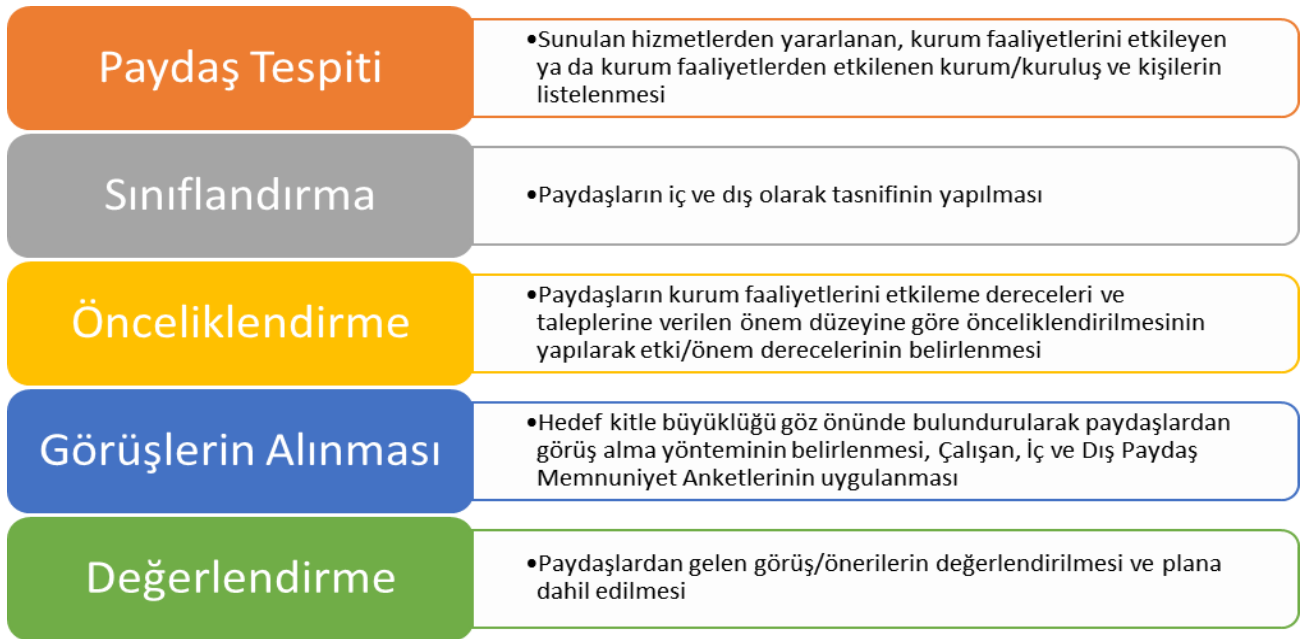 Paydaş Tespiti
•Sunulan hizmetlerden yararlanan, kurum faaliyetlerini etkileyen
ya da kurum faaliyetlerden etkilenen kurum/kuruluş ve kişilerin
listelenmesi
Sınıflandırma
•Paydaşların iç ve dış olarak tasnifinin yapılması
Önceliklendirme
•Paydaşların kurum faaliyetlerini etkileme dereceleri ve
taleplerine verilen önem düzeyine göre önceliklendirilmesinin
yapılarak etki/önem derecelerinin belirlenmesi
Görüşlerin Alınması
•Hedef kitle büyüklüğü göz önünde bulundurularak paydaşlardan
görüş alma yönteminin belirlenmesi, Çalışan, İç ve Dış Paydaş
Memnuniyet Anketlerinin uygulanması
Değerlendirme
•Paydaşlardan gelen görüş/önerilerin değerlendirilmesi ve plana
dahil edilmesi